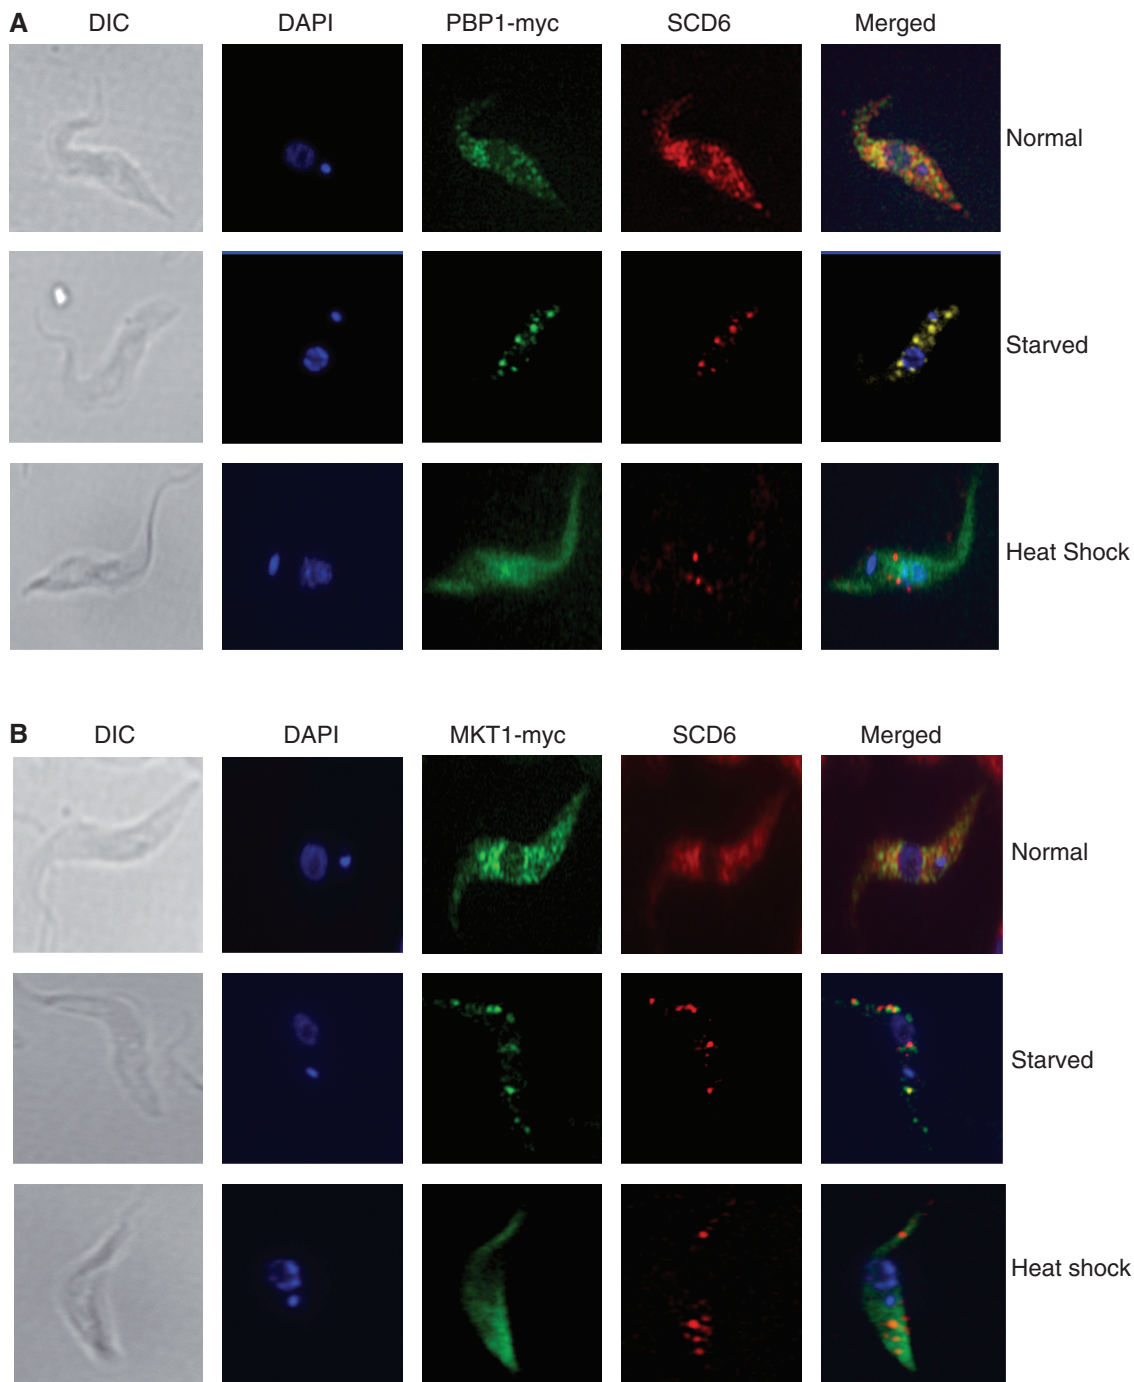 A DIC DAPI PBP1-myc SCD6 Merged
Normal
Starved
Heat Shock
B DIC DAPI MKT1-myc SCD6 Merged
Normal
Starved
Heat shock